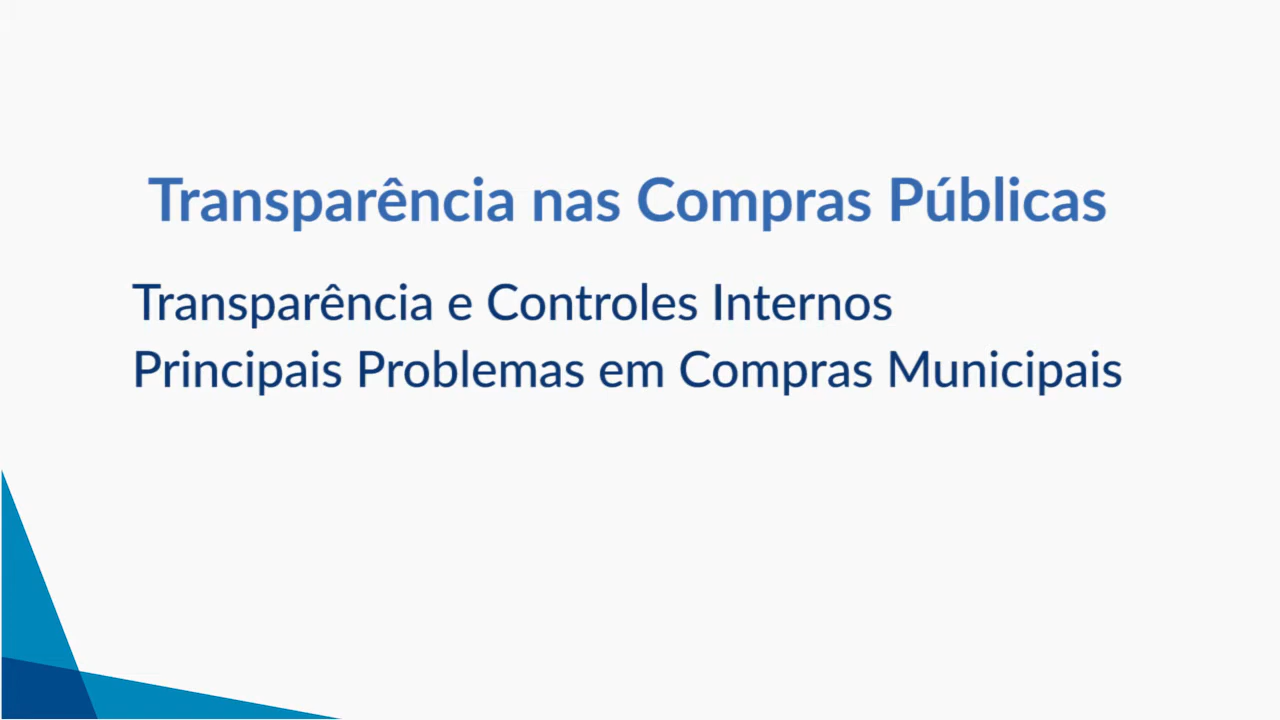 Transparência nas Compras Públicas
Transparência e Controles Internos
Principais Problemas em Compras Municipais